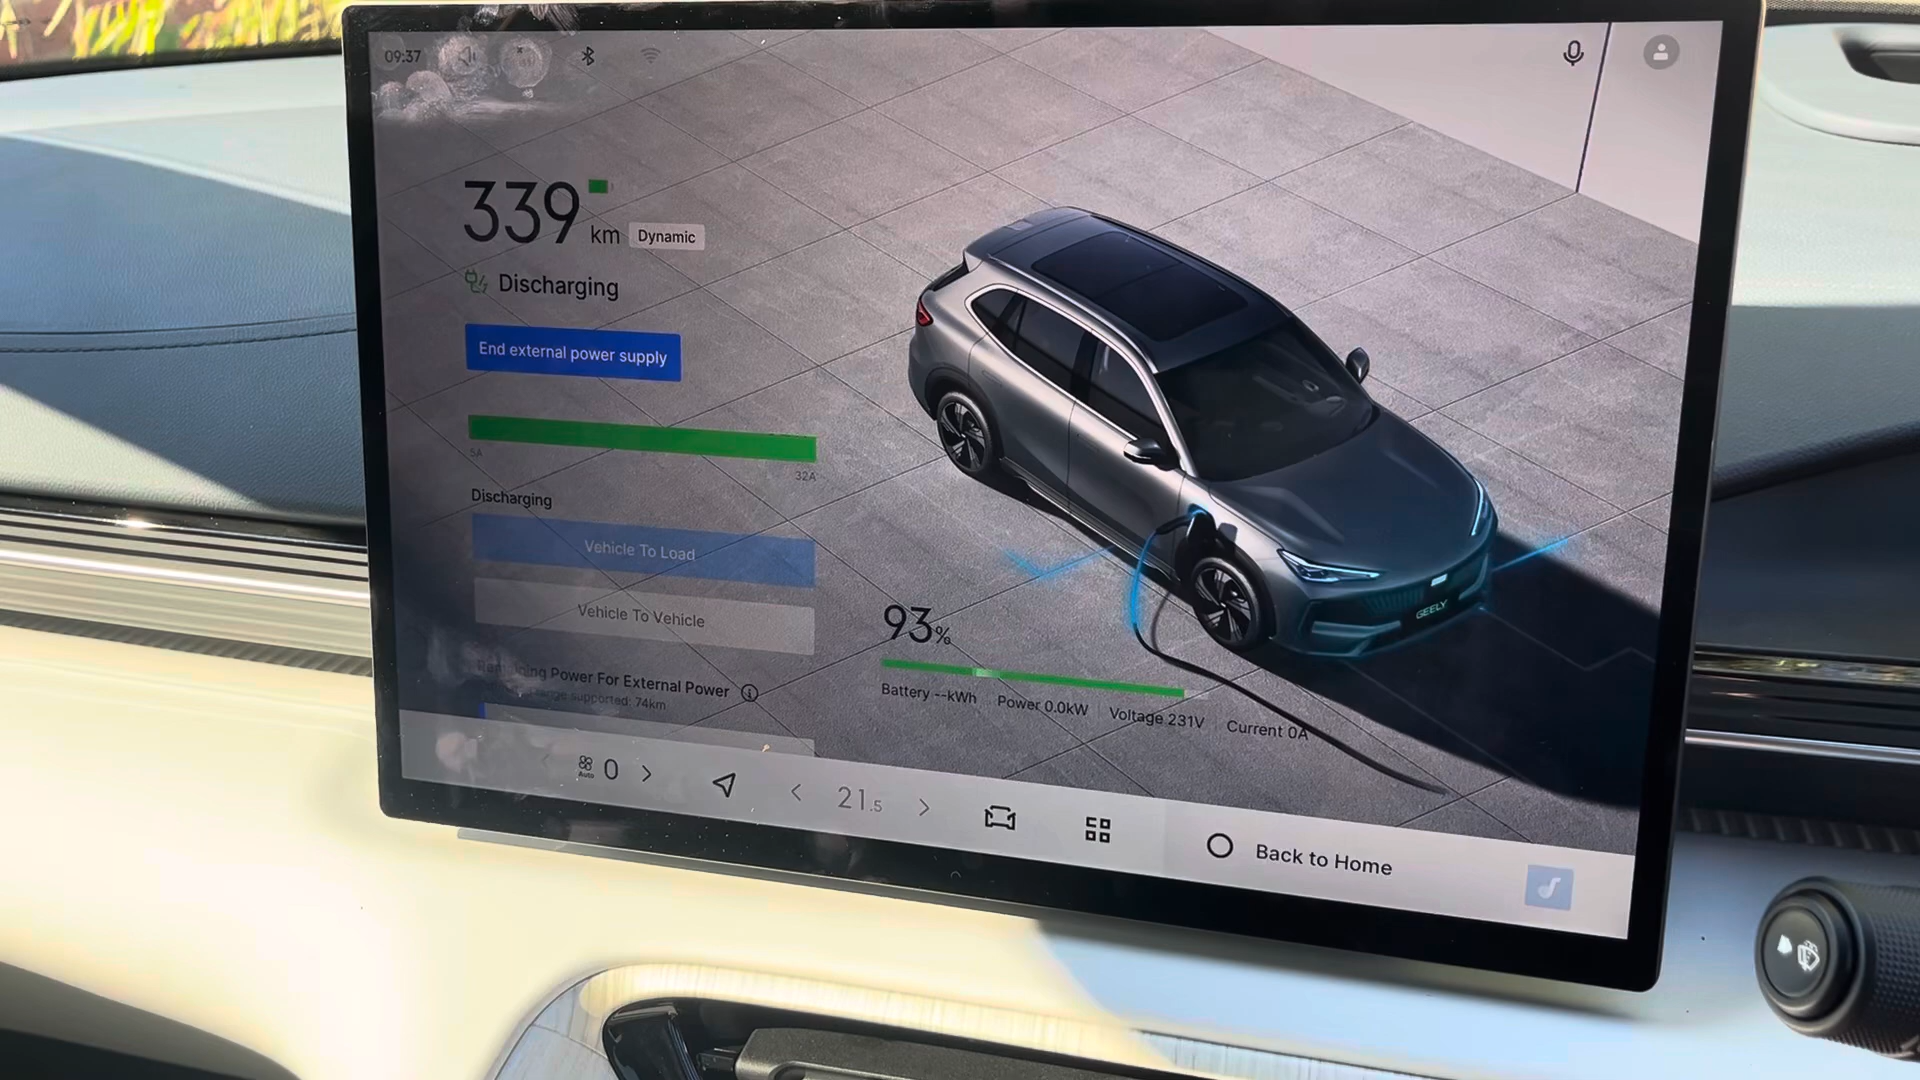 09:37
339 km Dynamic
Discharging
End external power supply
5A
32A
Discharging
Vehicle To Load
Vehicle To Vehicle
Remaining Power For External Power
range supported: 74km
93%
Battery --kWh Power 0.0kW Voltage 231V Current 0A
GEELY
Auto 0
21.5
Back to Home